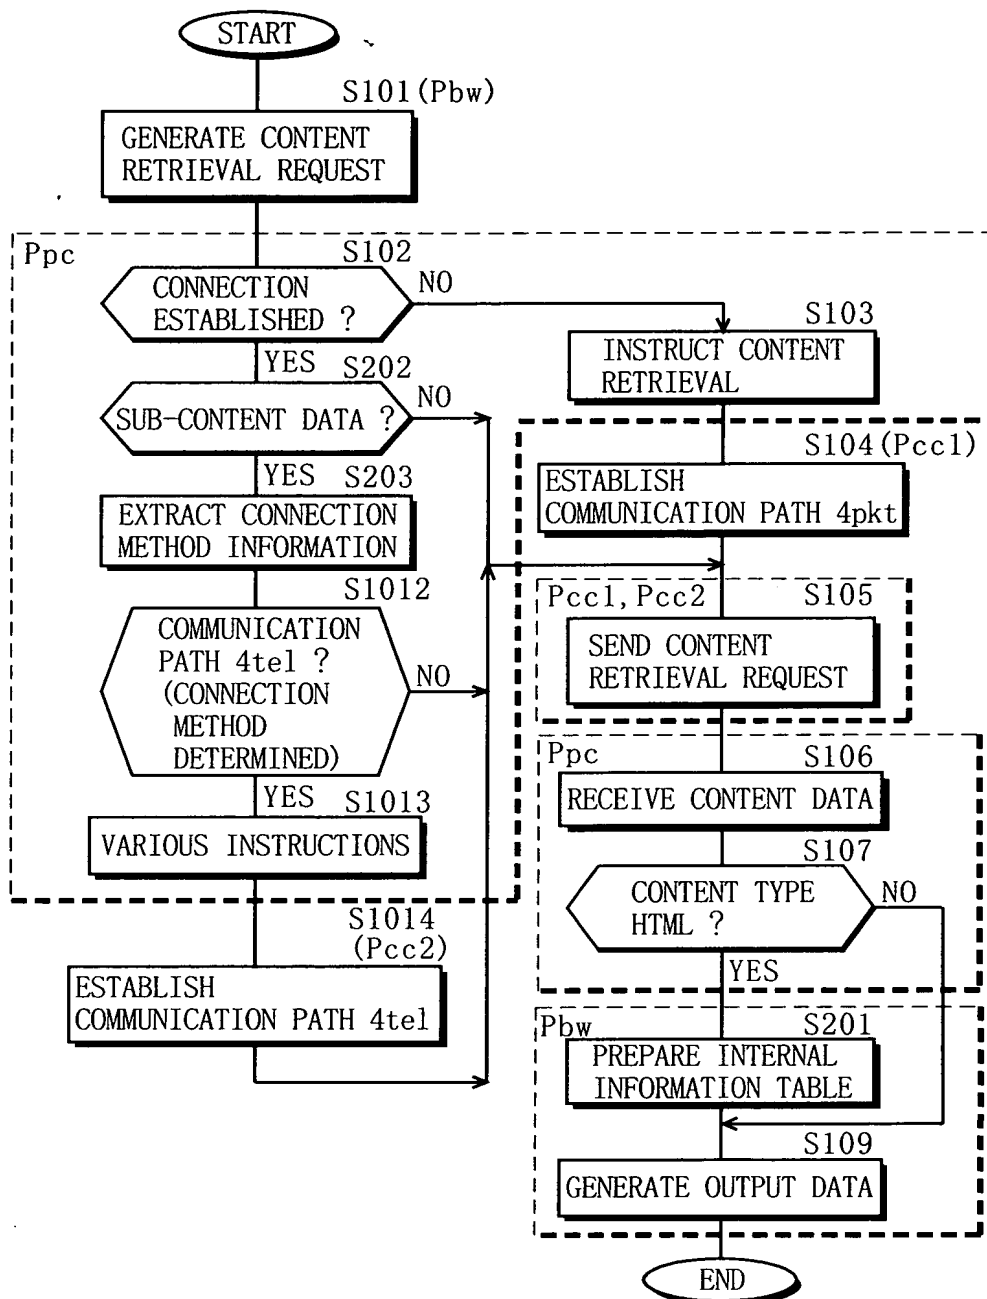 START
S101(Pbw)
GENERATE CONTENT
RETRIEVAL REQUEST
Ppc
S102
CONNECTION
ESTABLISHED ?
NO
YES
S103
INSTRUCT CONTENT
RETRIEVAL
S202
SUB-CONTENT DATA ?
NO
YES
S203
EXTRACT CONNECTION
METHOD INFORMATION
S104(Pcc1)
ESTABLISH
COMMUNICATION PATH 4pkt
S1012
COMMUNICATION
PATH 4tel ?
(CONNECTION
METHOD
DETERMINED)
NO
YES
Pcc1,Pcc2
S105
SEND CONTENT
RETRIEVAL REQUEST
S1013
VARIOUS INSTRUCTIONS
Ppc
S106
RECEIVE CONTENT DATA
S107
CONTENT TYPE
HTML ?
NO
YES
S1014
(Pcc2)
ESTABLISH
COMMUNICATION PATH 4tel
Pbw
S201
PREPARE INTERNAL
INFORMATION TABLE
S109
GENERATE OUTPUT DATA
END